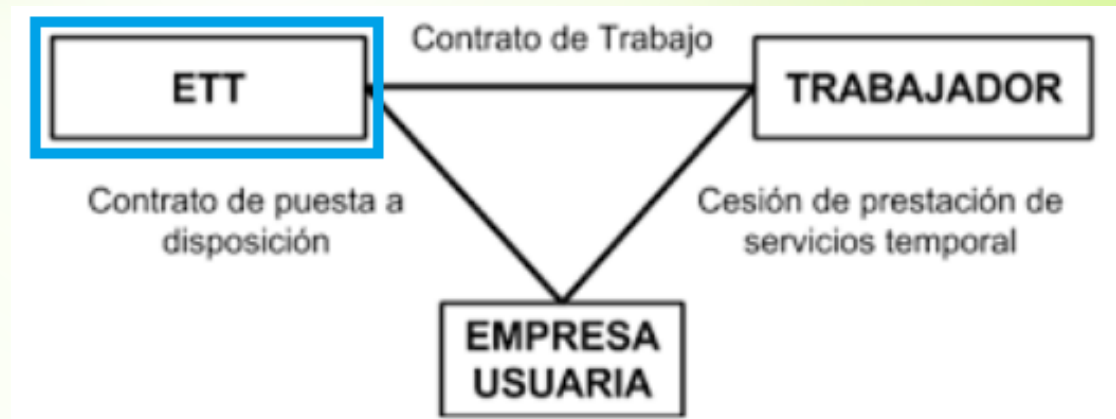 Contrato de Trabajo
ETT
TRABAJADOR
Contrato de puesta a
disposición
Cesión de prestación de
servicios temporal
EMPRESA
USUARIA